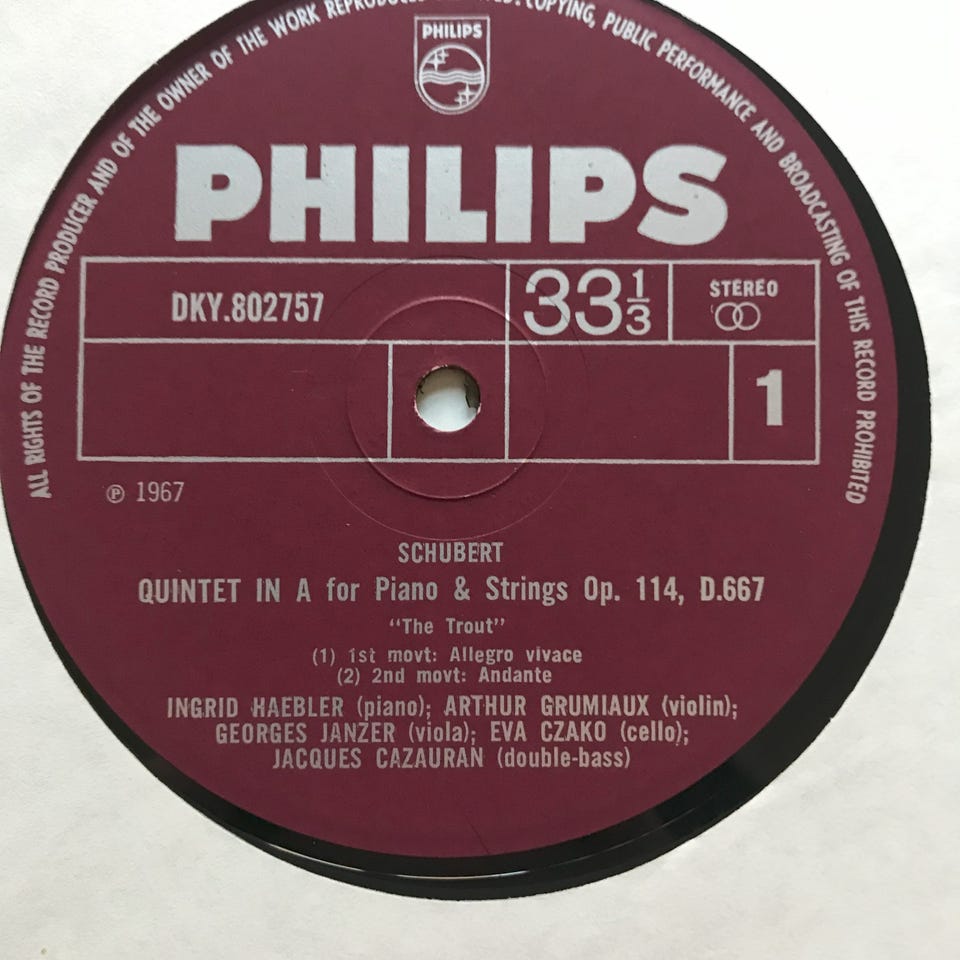 ALL RIGHTS OF THE RECORD PRODUCER AND OF THE OWNER OF THE WORK COPYING, PUBLIC PERFORMANCE AND BROADCASTING OF THIS RECORD PROHIBITED
PHILIPS
PHILIPS
DKY.802757
33 1/3
STEREO
1
℗ 1967
SCHUBERT
QUINTET IN A for Piano & Strings Op. 114, D.667
"The Trout"
(1) 1st movt: Allegro vivace
(2) 2nd movt: Andante
INGRID HAEBLER (piano); ARTHUR GRUMIAUX (violin);
GEORGES JANZER (viola); EVA CZAKO (cello);
JACQUES CAZAURAN (double-bass)